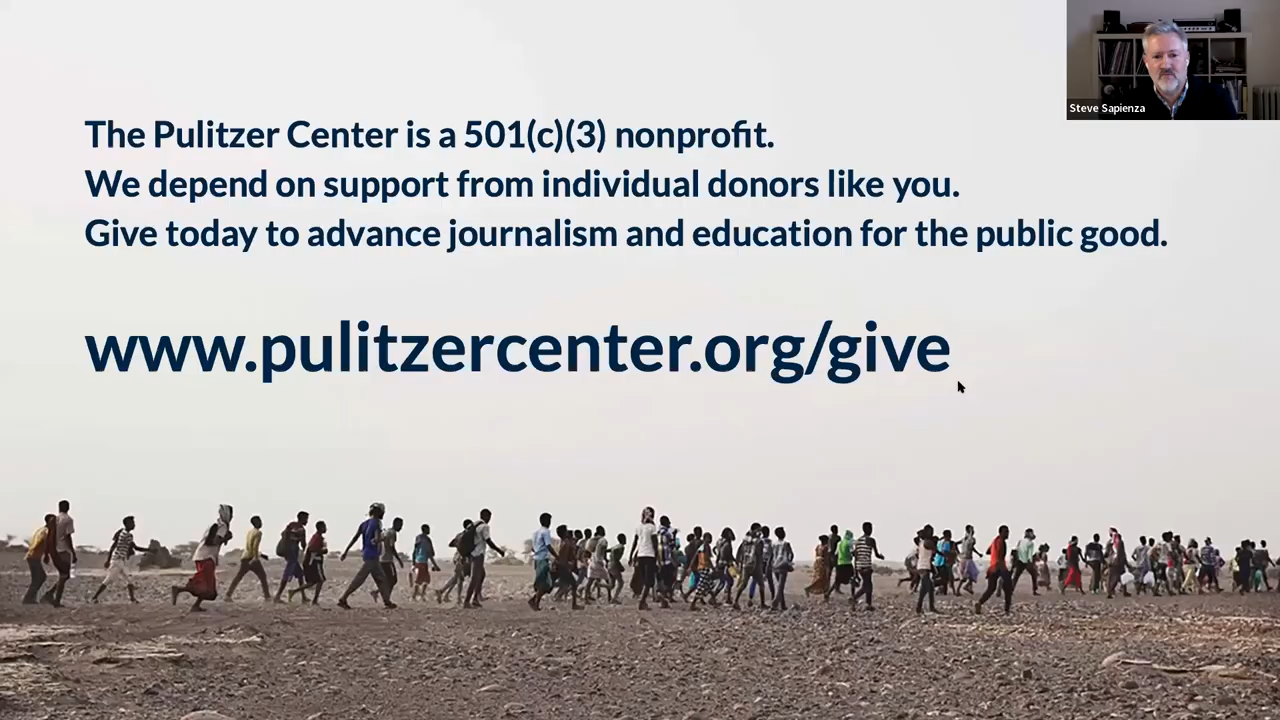 Steve Sapienza
The Pulitzer Center is a 501(c)(3) nonprofit.
We depend on support from individual donors like you.
Give today to advance journalism and education for the public good.
www.pulitzercenter.org/give